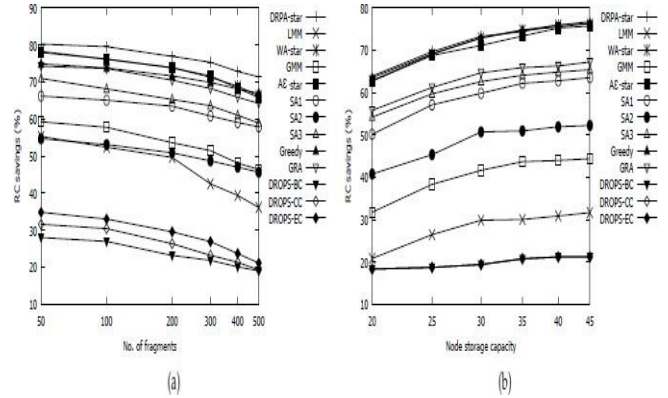 90
80
70
60
50
40
30
20
10
50 100 200 300 400 500
RC savings (%)
No. of fragments
DRPA-star
LMM
WA-star
GMM
Aε-star
SA1
SA2
SA3
Greedy
GRA
DROPS-BC
DROPS-CC
DROPS-EC
(a)
80
70
60
50
40
30
20
10
20 25 30 35 40 45
RC savings (%)
Node storage capacity
DRPA-star
LMM
WA-star
GMM
Aε-star
SA1
SA2
SA3
Greedy
GRA
DROPS-BC
DROPS-CC
DROPS-EC
(b)